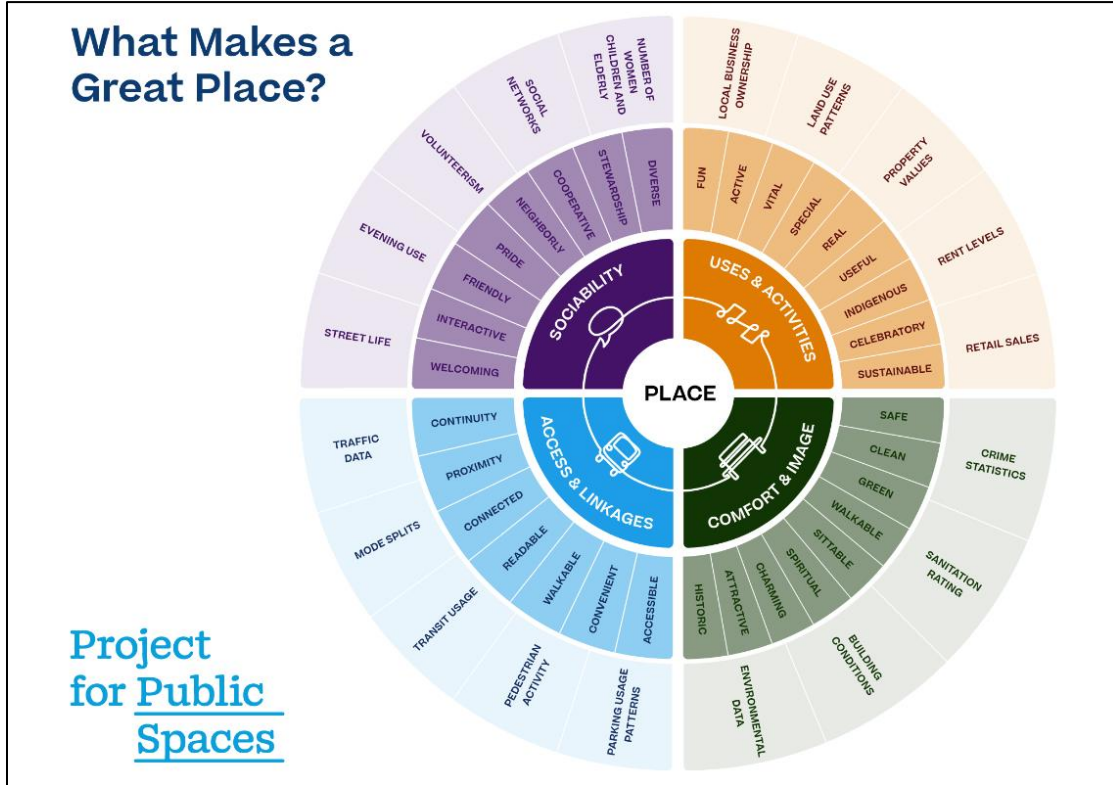 What Makes a
Great Place?
NUMBER OF
WOMEN
CHILDREN AND
ELDERLY
SOCIAL
NETWORKS
VOLUNTEERISM
EVENING USE
STREET LIFE
DIVERSE
STEWARDSHIP
COOPERATIVE
NEIGHBORLY
PRIDE
FRIENDLY
INTERACTIVE
WELCOMING
SOCIABILITY
LOCAL BUSINESS
OWNERSHIP
LAND USE
PATTERNS
PROPERTY
VALUES
RENT LEVELS
RETAIL SALES
FUN
ACTIVE
VITAL
SPECIAL
REAL
USEFUL
INDIGENOUS
CELEBRATORY
SUSTAINABLE
USES & ACTIVITIES
PLACE
ACCESS & LINKAGES
CONTINUITY
PROXIMITY
CONNECTED
READABLE
WALKABLE
CONVENIENT
ACCESSIBLE
TRAFFIC
DATA
MODE SPLITS
TRANSIT USAGE
PEDESTRIAN
ACTIVITY
PARKING USAGE
PATTERNS
COMFORT & IMAGE
SAFE
CLEAN
GREEN
WALKABLE
SITTABLE
SPIRITUAL
CHARMING
ATTRACTIVE
HISTORIC
CRIME
STATISTICS
SANITATION
RATING
BUILDING
CONDITIONS
ENVIRONMENTAL
DATA
Project
for Public
Spaces